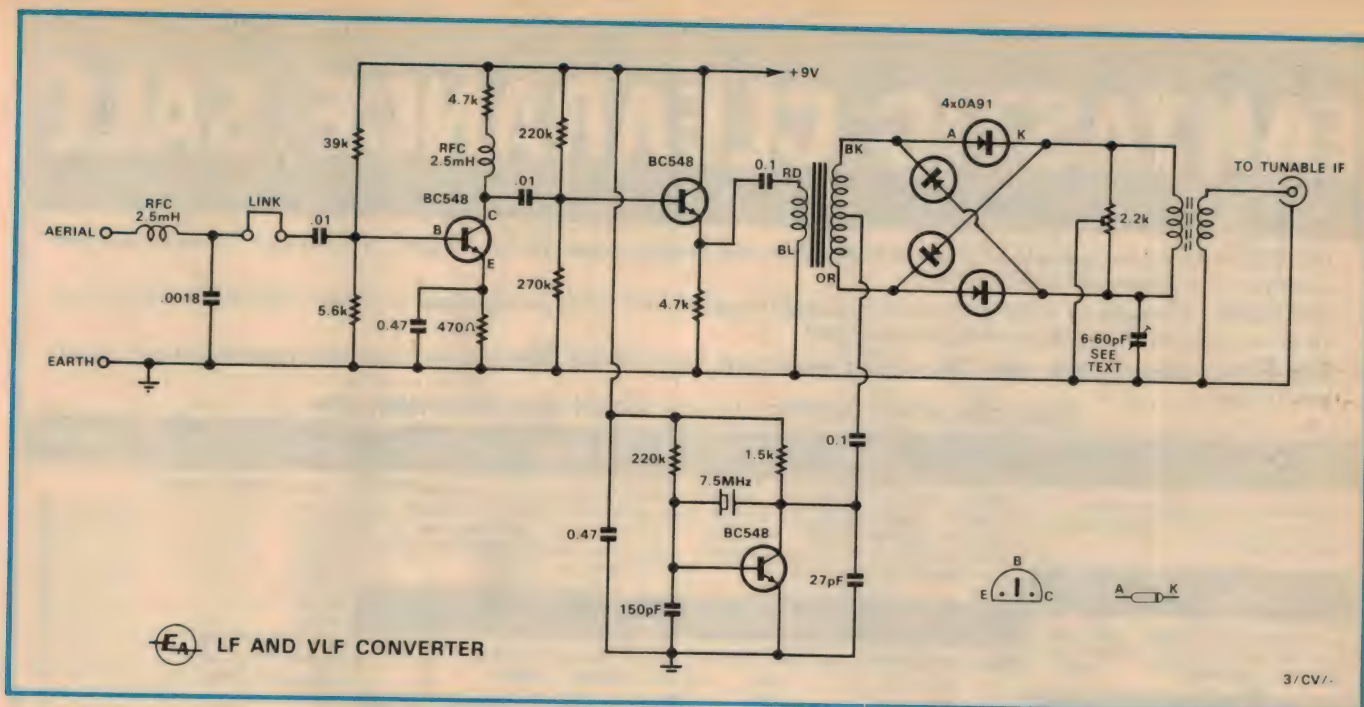 +9V
4.7k
39k
RFC
2.5mH
220k
BC548
C
.01
BC548
B
E
0.1
RD
BL
BK
OR
4x0A91
A
K
TO TUNABLE IF
2.2k
AERIAL
RFC
2.5mH
LINK
.01
.0018
5.6k
0.47
470Ω
270k
4.7k
6-60pF
SEE
TEXT
EARTH
220k
1.5k
0.1
7.5MHz
BC548
0.47
150pF
27pF
B
E
C
A
K
EA LF AND VLF CONVERTER
3/CV/-